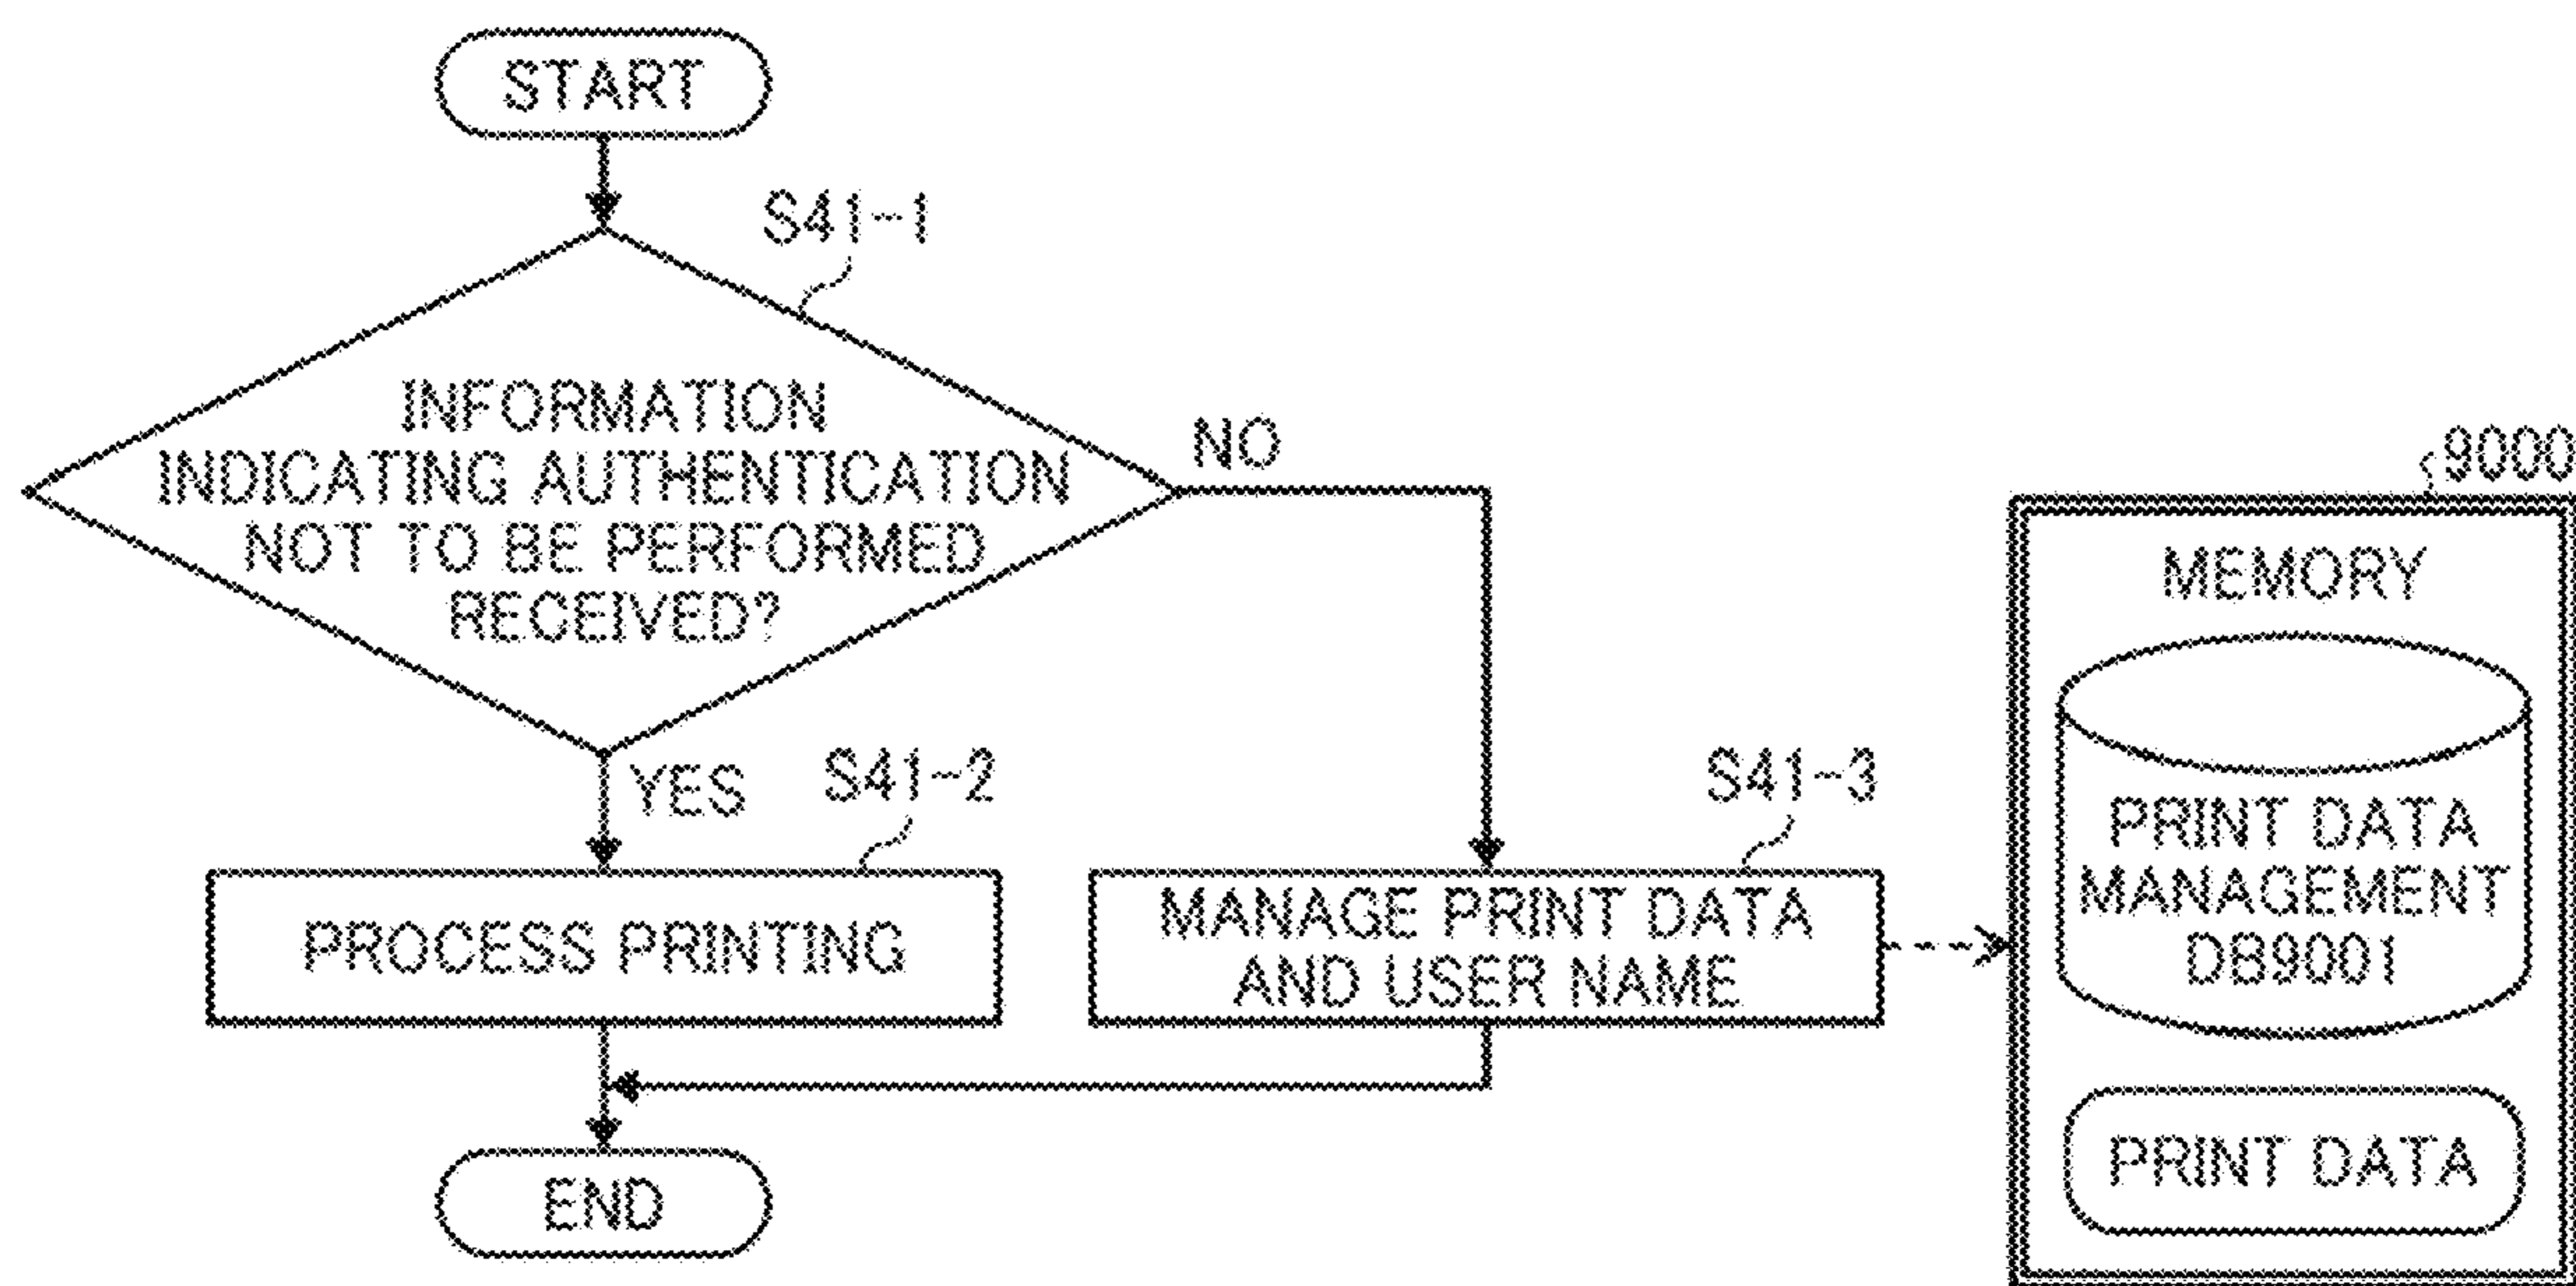 START
S41-1
INFORMATION
INDICATING AUTHENTICATION
NOT TO BE PERFORMED
RECEIVED?
NO
YES
S41-2
PROCESS PRINTING
S41-3
MANAGE PRINT DATA
AND USER NAME
END
9000
MEMORY
PRINT DATA
MANAGEMENT
DB9001
PRINT DATA